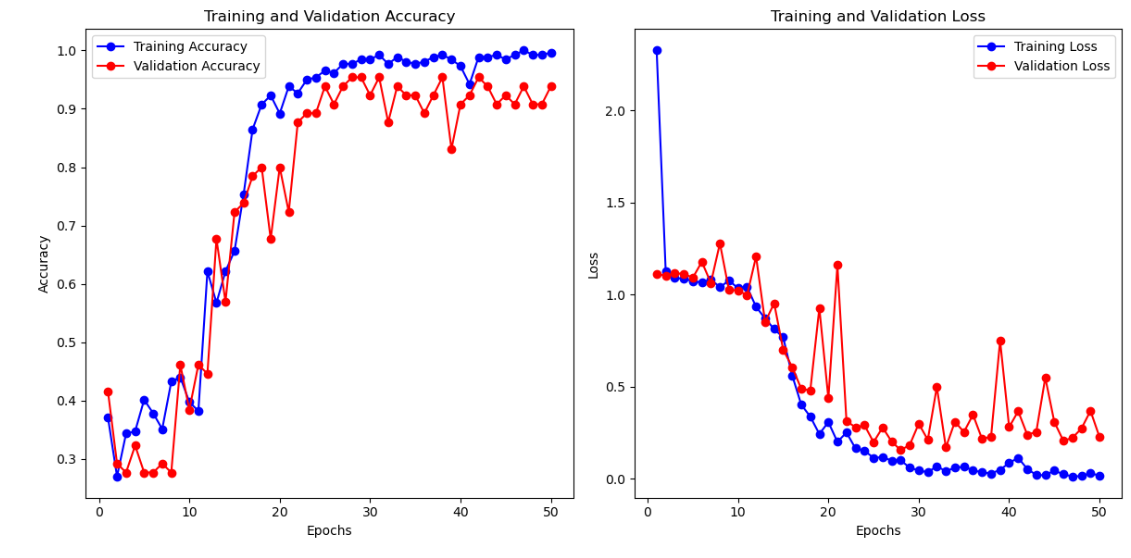 Training and Validation Accuracy
Training Accuracy
Validation Accuracy
1.0
0.9
0.8
0.7
0.6
0.5
0.4
0.3
Accuracy
0
10
20
30
40
50
Epochs
Training and Validation Loss
Training Loss
Validation Loss
2.0
1.5
1.0
0.5
0.0
Loss
0
10
20
30
40
50
Epochs